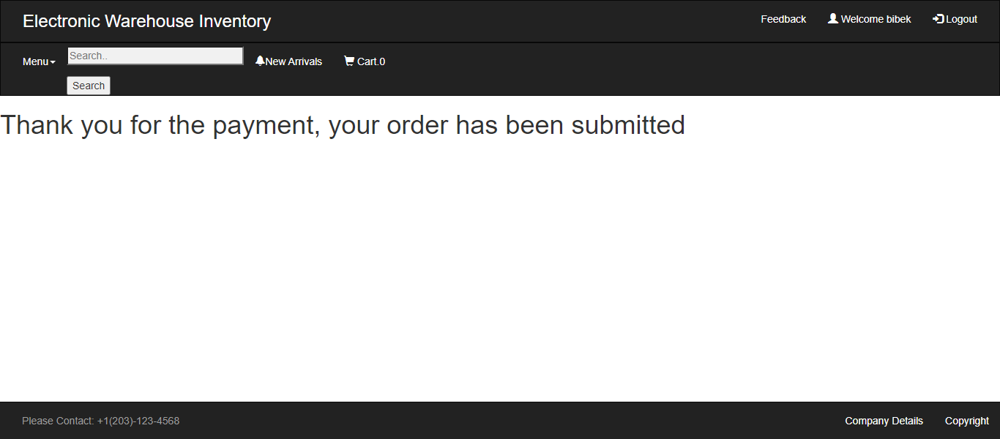 Electronic Warehouse Inventory
Feedback
Welcome bibek
Logout
Menu
Search..
New Arrivals
Cart.0
Search
Thank you for the payment, your order has been submitted
Please Contact: +1(203)-123-4568
Company Details
Copyright